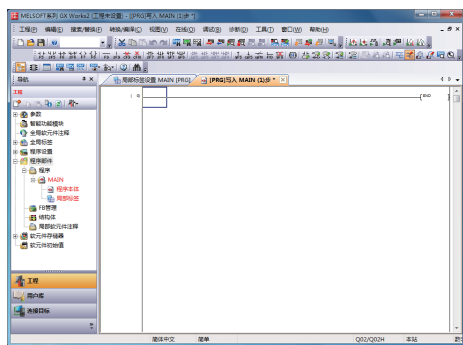 MELSOFT系列 GX Works2 (工程未设置) - [[PRG]写入 MAIN (1)步 *]
工程(P) 编辑(E) 搜索/替换(F) 转换/编译(C) 视图(V) 在线(O) 调试(B) 诊断(D) 工具(T) 窗口(W) 帮助(H)
导航
局部标签设置 MAIN [PRG]
[PRG]写入 MAIN (1)步 *
工程
参数
智能功能模块
全局软元件注释
全局标签
程序设置
程序部件
程序
MAIN
程序本体
局部标签
FB管理
结构体
局部软元件注释
软元件存储器
软元件初始值
( 0)
[END ]
工程
用户库
连接目标
简体中文 简单 Q02/Q02H 本站